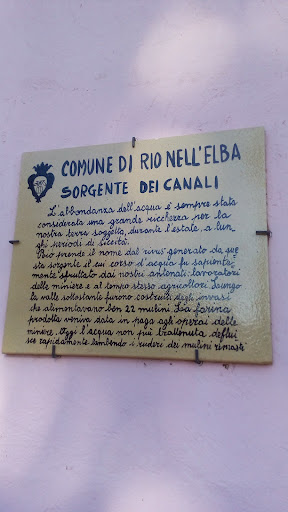 COMUNE DI RIO NELL'ELBA
SORGENTE DEI CANALI
L'abbondanza dell'acqua è sempre stata
considerata una grande ricchezza per la
nostra terra soggetta, durante l'estate a lun
ghi periodi di siccità.
Rio prende il nome dal "rivus" generato da que
sta sorgente il cui corso d'acqua fu sapiente
mente sfruttato dai nostri antenati: lavoratori
delle miniere e al tempo stesso agricoltori. Lungo
la valle sottostante furono costruiti degli invasi
che alimentavano ben 22 mulini. La farina
prodotta veniva data in paga agli operai delle
miniere. Oggi l'acqua non più trattenuta deflui
sce rapidamente lambendo i ruderi dei mulini rimasti